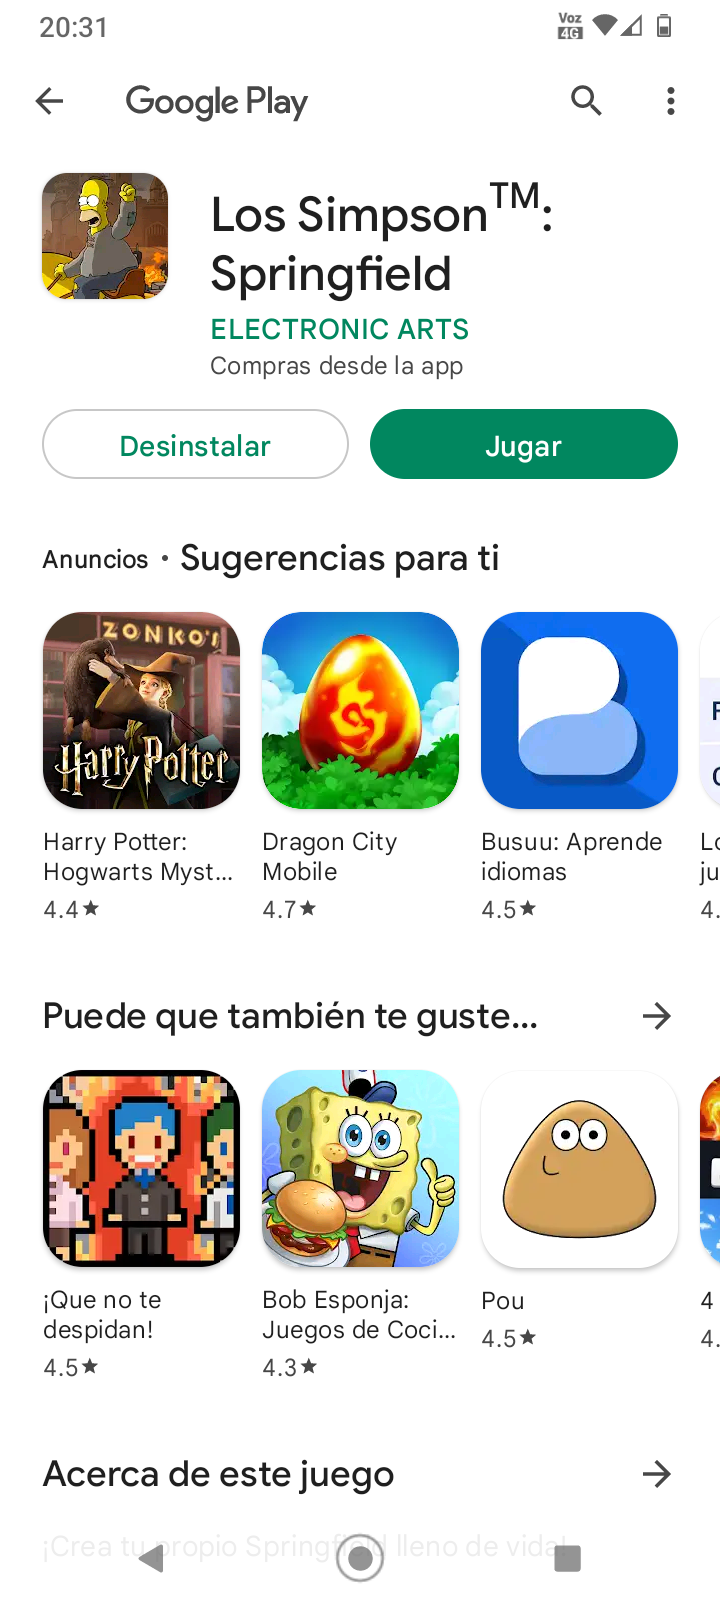 20:31
Voz
4G
Google Play
Los Simpson™:
Springfield
ELECTRONIC ARTS
Compras desde la app
Desinstalar
Jugar
Anuncios • Sugerencias para ti
ZONKO'S
Harry Potter
F
C
Harry Potter:
Hogwarts Myst...
4.4★
Dragon City
Mobile
4.7★
Busuu: Aprende
idiomas
4.5★
Lo
ju
4.
Puede que también te guste...
¡Que no te
despidan!
4.5★
Bob Esponja:
Juegos de Coci...
4.3★
Pou
4.5★
4
4.
Acerca de este juego
¡Crea tu propio Springfield lleno de vida!